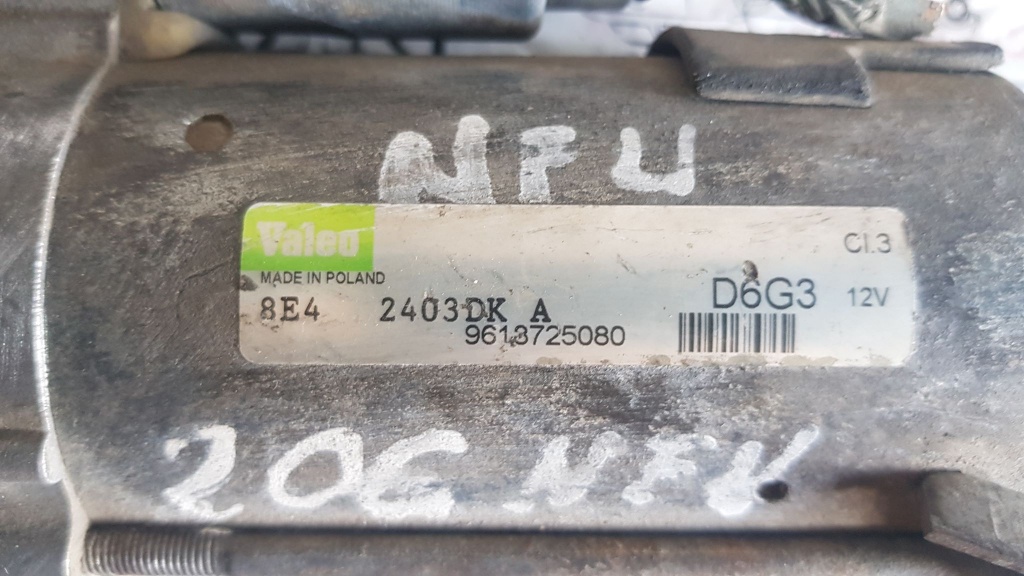 NFU
Valeo
Cl.3
MADE IN POLAND
D6G3 12V
8E4 2403DK A
9613725080
206 NFU